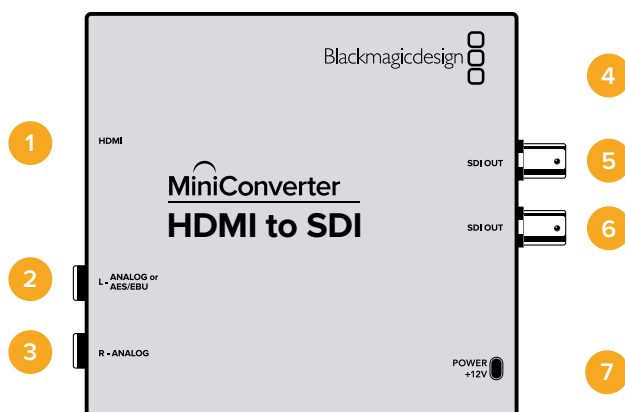 Blackmagicdesign
4
1
HDMI
5
SDI OUT
MiniConverter
HDMI to SDI
6
SDI OUT
2
L - ANALOG or
AES/EBU
3
R - ANALOG
POWER
+12V
7